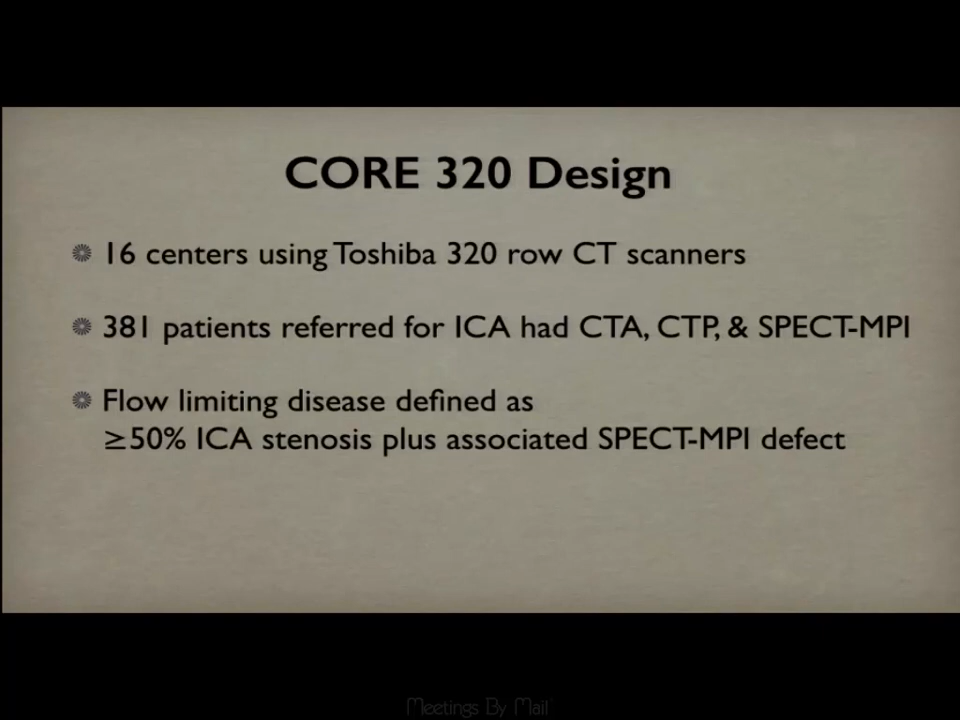 CORE 320 Design
16 centers using Toshiba 320 row CT scanners
381 patients referred for ICA had CTA, CTP, & SPECT-MPI
Flow limiting disease defined as
≥50% ICA stenosis plus associated SPECT-MPI defect
Meetings By Mail